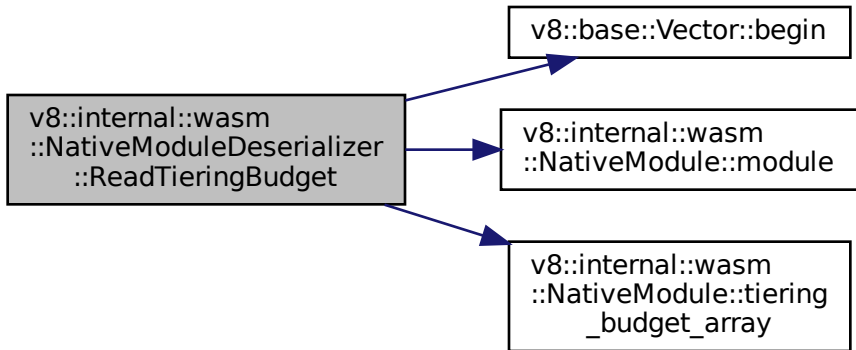 v8::internal::wasm
::NativeModuleDeserializer
::ReadTieringBudget
v8::base::Vector::begin
v8::internal::wasm
::NativeModule::module
v8::internal::wasm
::NativeModule::tiering
_budget_array